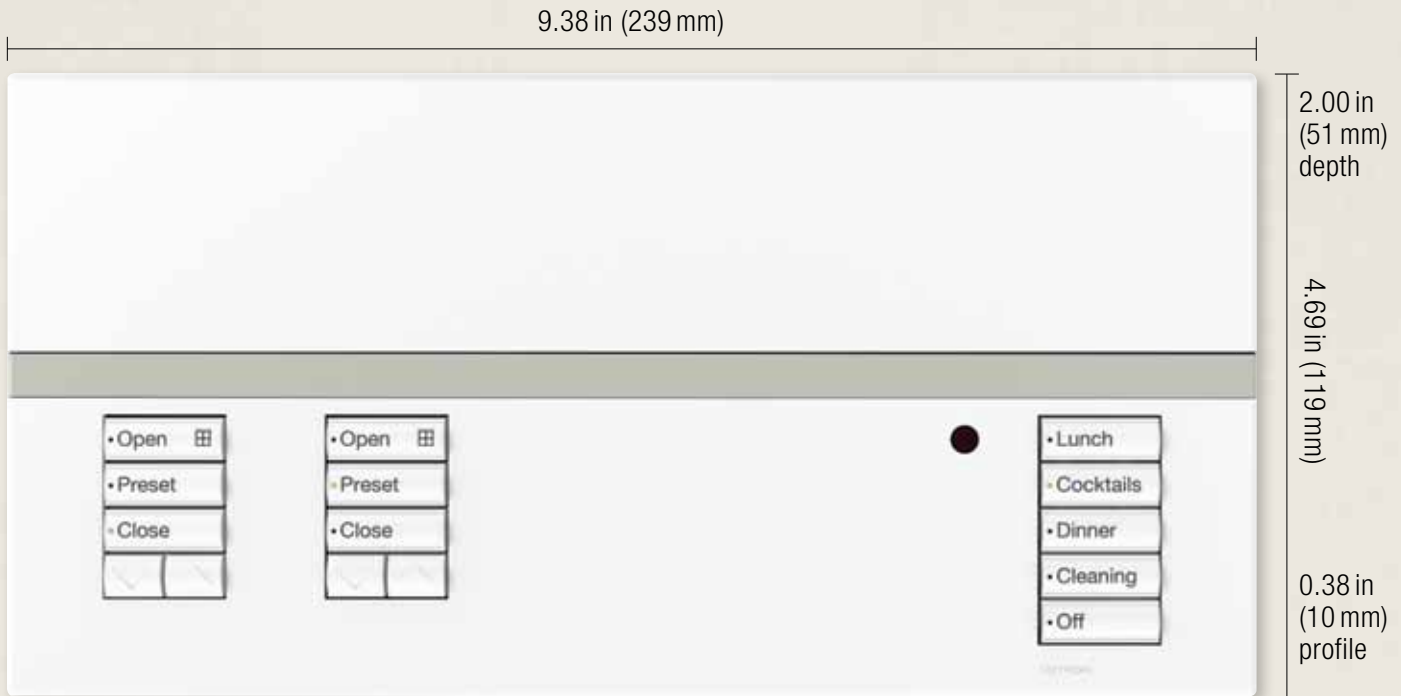 9.38 in (239 mm)
2.00 in
(51 mm)
depth
4.69 in (119 mm)
0.38 in
(10 mm)
profile
Open
Preset
Close
Open
Preset
Close
Lunch
Cocktails
Dinner
Cleaning
Off